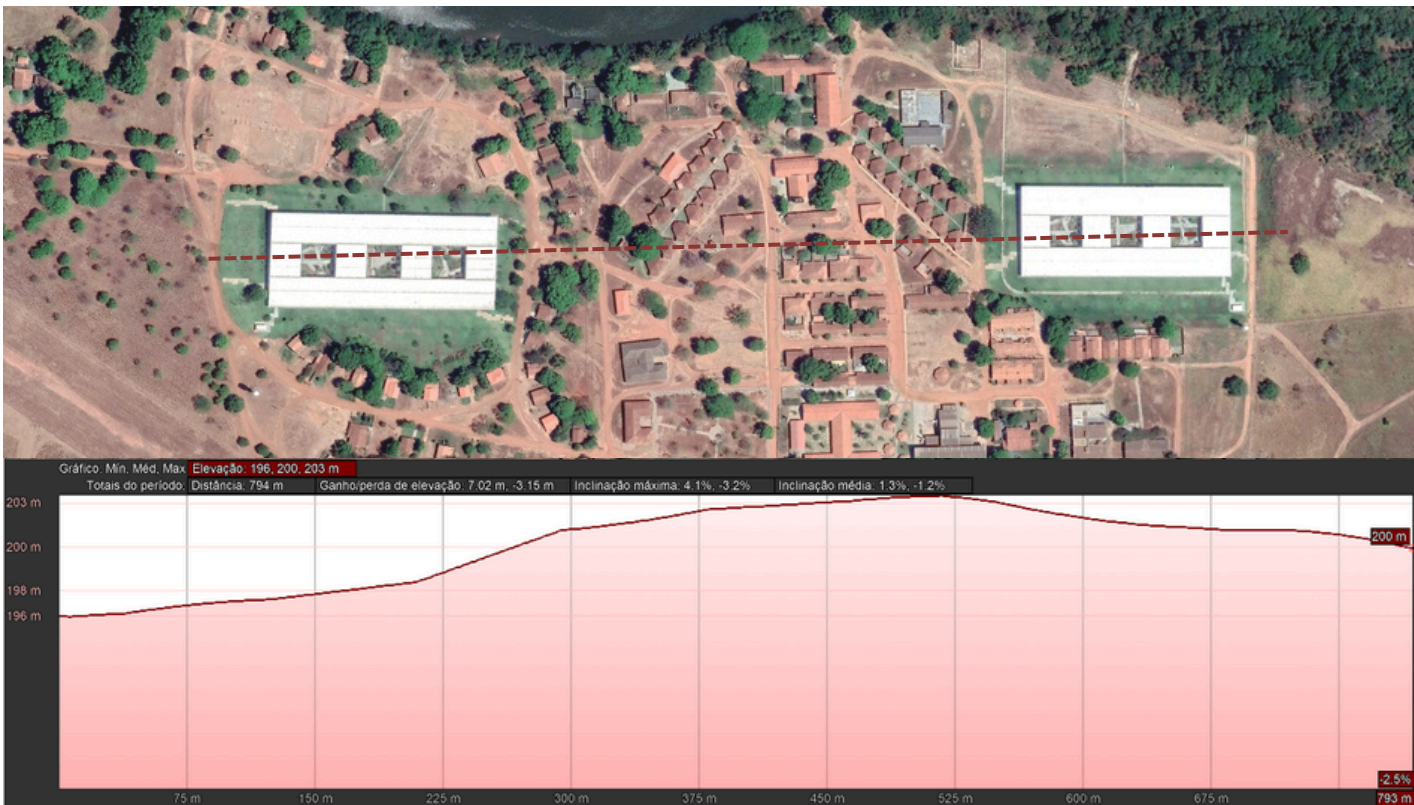 Gráfico: Mín, Méd, Max Elevação: 196, 200, 203 m
Totais do período: Distância: 794 m Ganho/perda de elevação: 7.02 m, -3.15 m Inclinação máxima: 4.1%, -3.2% Inclinação média: 1.3%, -1.2%
203 m
200 m
200 m
198 m
196 m
-2.5%
75 m 150 m 225 m 300 m 375 m 450 m 525 m 600 m 675 m 793 m